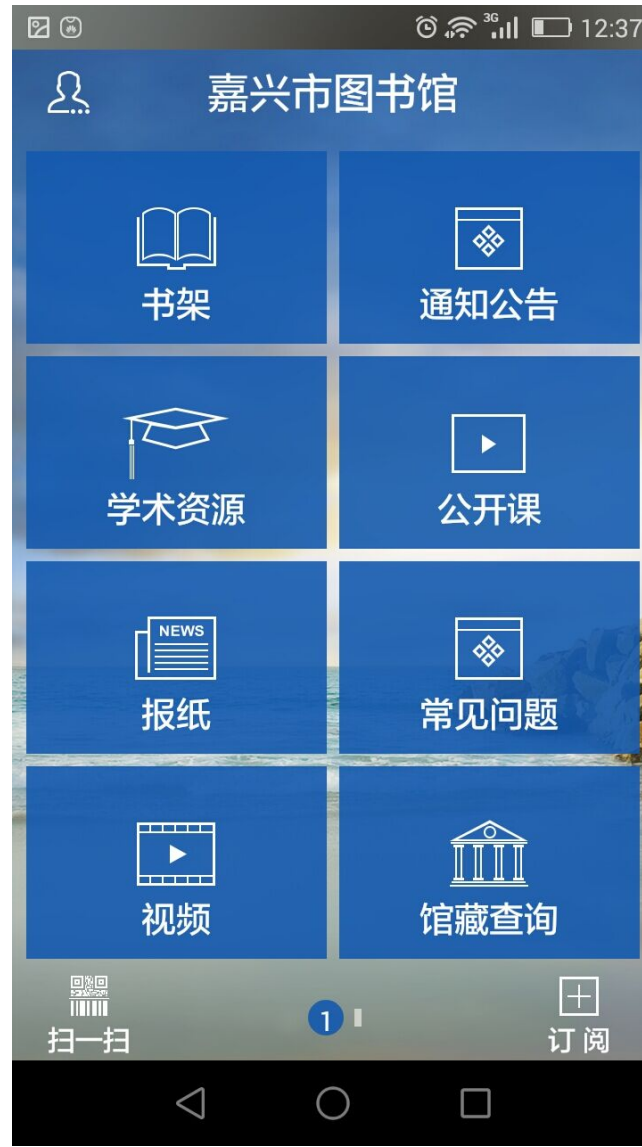 3G 12:37
嘉兴市图书馆
书架
通知公告
学术资源
公开课
NEWS
报纸
常见问题
视频
馆藏查询
扫一扫
1
订阅